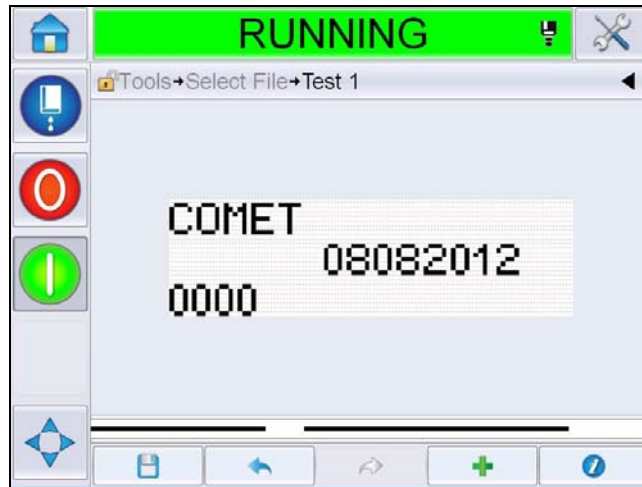 RUNNING
Tools→Select File→Test 1
COMET
08082012
0000